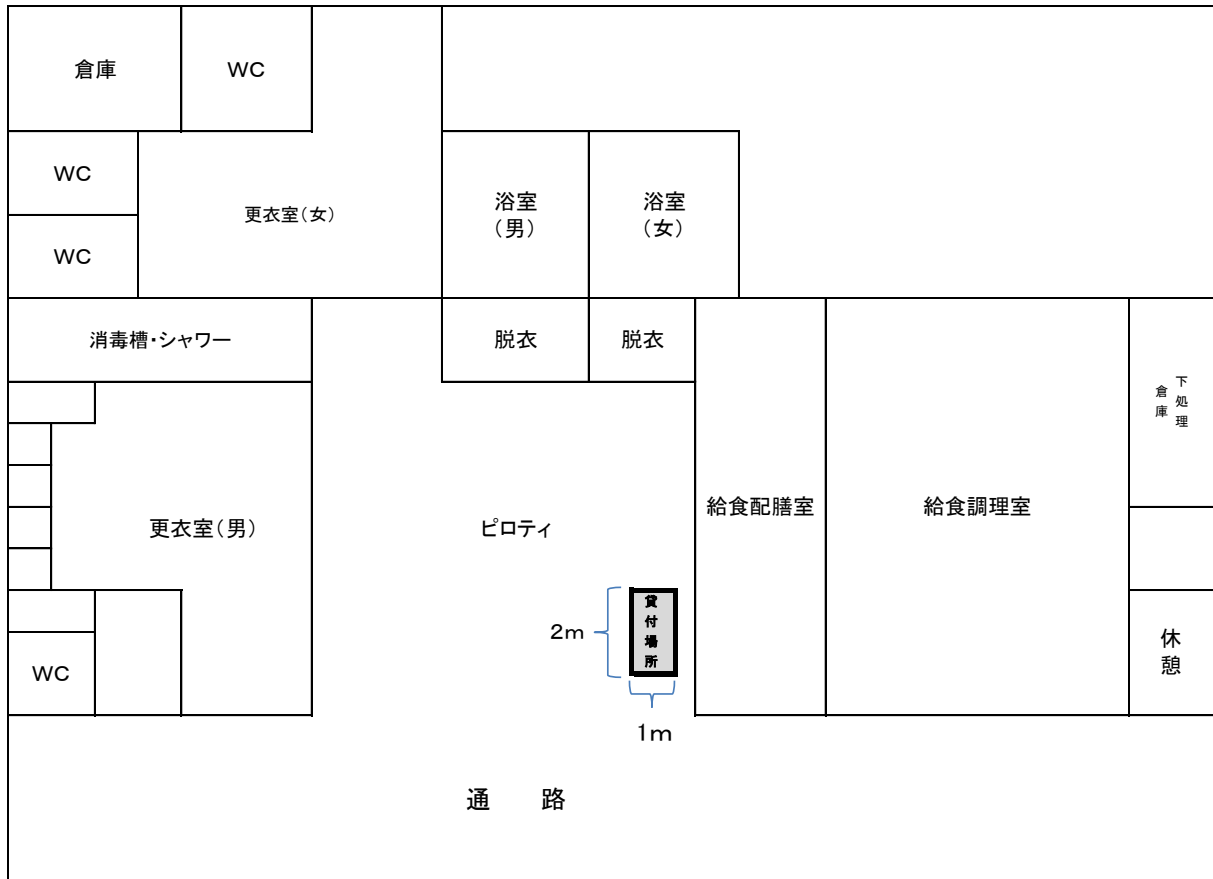 倉庫
WC
WC
WC
更衣室(女)
浴室
(男)
浴室
(女)
消毒槽・シャワー
脱衣
脱衣
下処理
倉庫
更衣室(男)
ピロティ
給食配膳室
給食調理室
貸付場所
2m
1m
WC
休憩
通 路